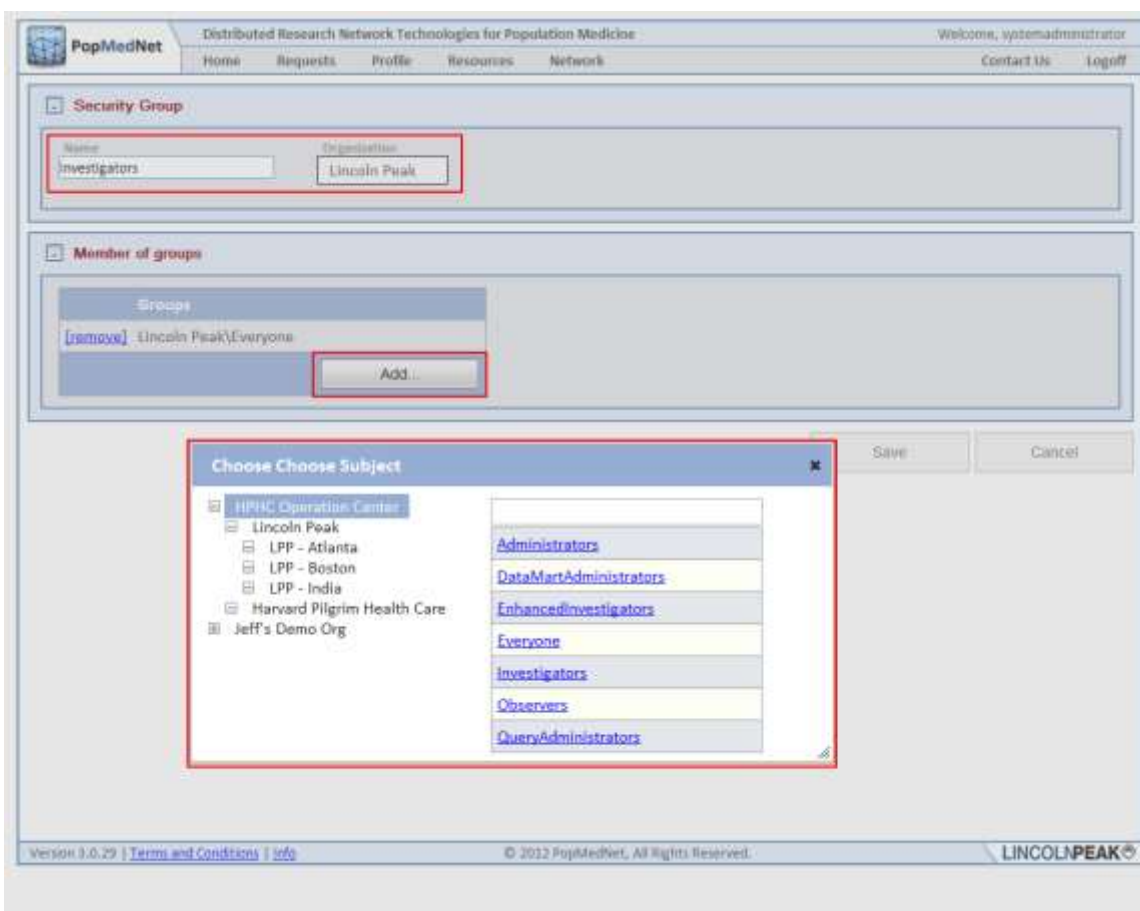 PopMedNet
Distributed Research Network Technologies for Population Medicine
Welcome, systemadministrator
Home Requests Profile Resources Network Contact Us Logoff
Security Group
Name Organization
Investigators Lincoln Peak
Member of groups
Groups
[remove] Lincoln Peak\Everyone
Add...
Save Cancel
Choose Choose Subject
HPHC Operation Center
Lincoln Peak
LPP - Atlanta
LPP - Boston
LPP - India
Harvard Pilgrim Health Care
Jeff's Demo Org
Administrators
DataMartAdministrators
EnhancedInvestigators
Everyone
Investigators
Observers
QueryAdministrators
Version 3.0.29 | Terms and Conditions | Info © 2012 PopMedNet, All Rights Reserved. LINCOLNPEAK